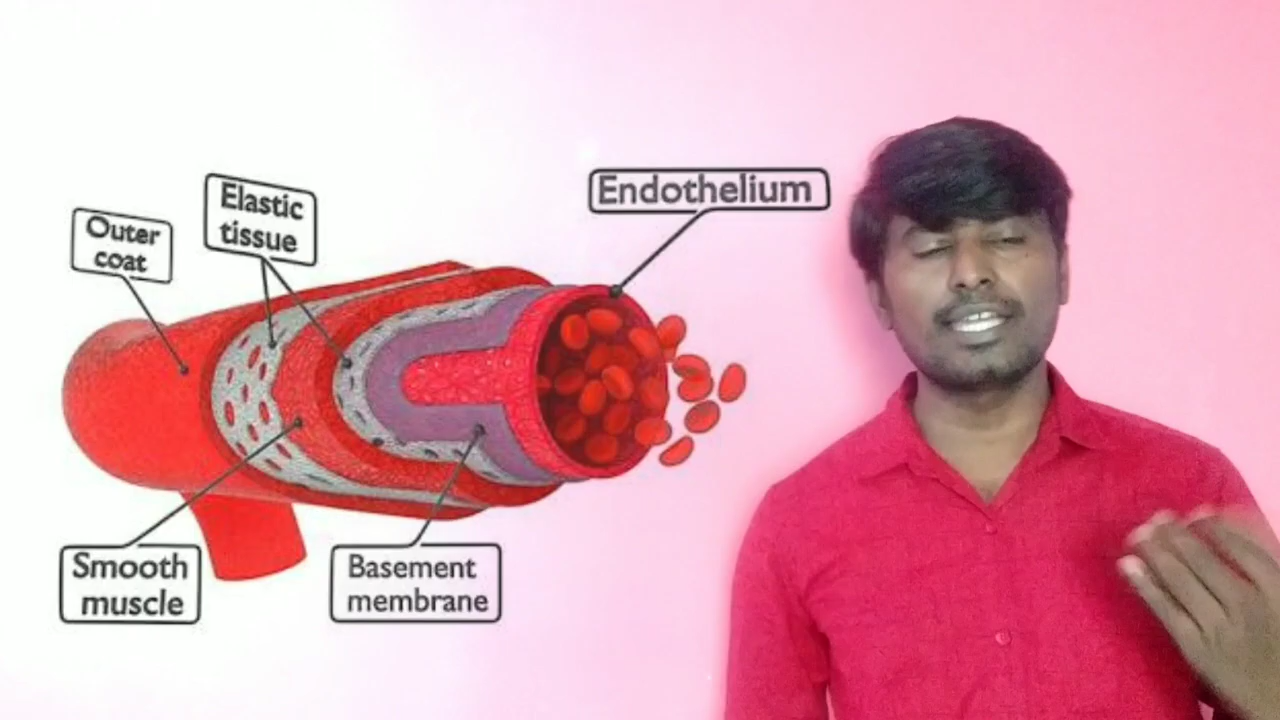 Outer
coat
Elastic
tissue
Endothelium
Smooth
muscle
Basement
membrane